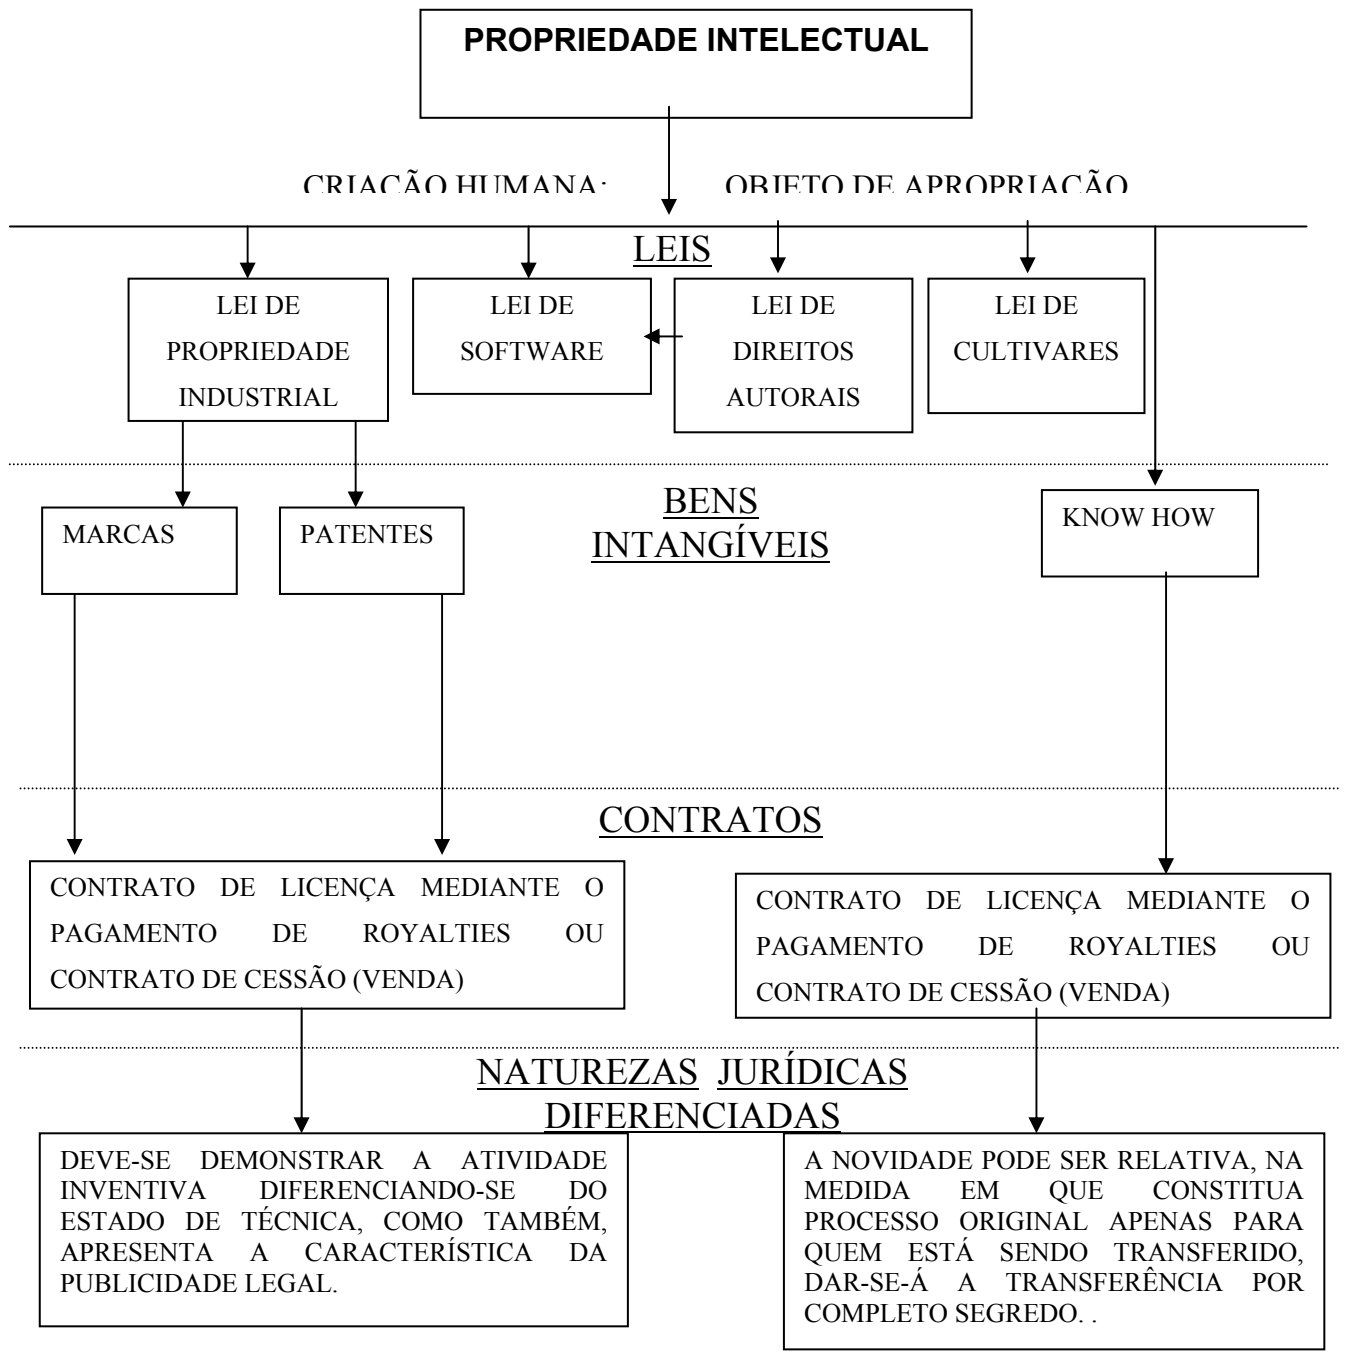 PROPRIEDADE INTELECTUAL
CRIAÇÃO HUMANA: OBJETO DE APROPRIAÇÃO
LEIS
LEI DE
PROPRIEDADE
INDUSTRIAL
LEI DE
SOFTWARE
LEI DE
DIREITOS
AUTORAIS
LEI DE
CULTIVARES
BENS
INTANGÍVEIS
MARCAS
PATENTES
KNOW HOW
CONTRATOS
CONTRATO DE LICENÇA MEDIANTE O
PAGAMENTO DE ROYALTIES OU
CONTRATO DE CESSÃO (VENDA)
CONTRATO DE LICENÇA MEDIANTE O
PAGAMENTO DE ROYALTIES OU
CONTRATO DE CESSÃO (VENDA)
NATUREZAS JURÍDICAS
DIFERENCIADAS
DEVE-SE DEMONSTRAR A ATIVIDADE
INVENTIVA DIFERENCIANDO-SE DO
ESTADO DE TÉCNICA, COMO TAMBÉM,
APRESENTA A CARACTERÍSTICA DA
PUBLICIDADE LEGAL.
A NOVIDADE PODE SER RELATIVA, NA
MEDIDA EM QUE CONSTITUA
PROCESSO ORIGINAL APENAS PARA
QUEM ESTÁ SENDO TRANSFERIDO,
DAR-SE-Á A TRANSFERÊNCIA POR
COMPLETO SEGREDO. .